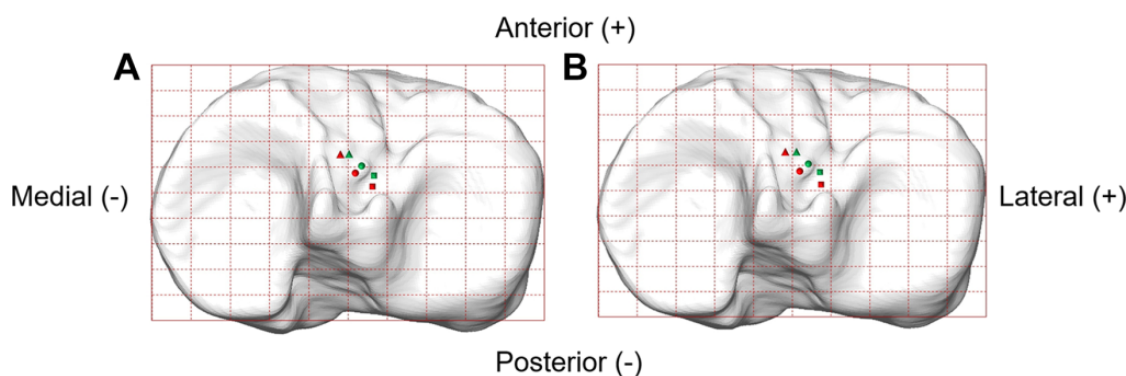 Anterior (+)
A
B
Medial (-)
Lateral (+)
Posterior (-)